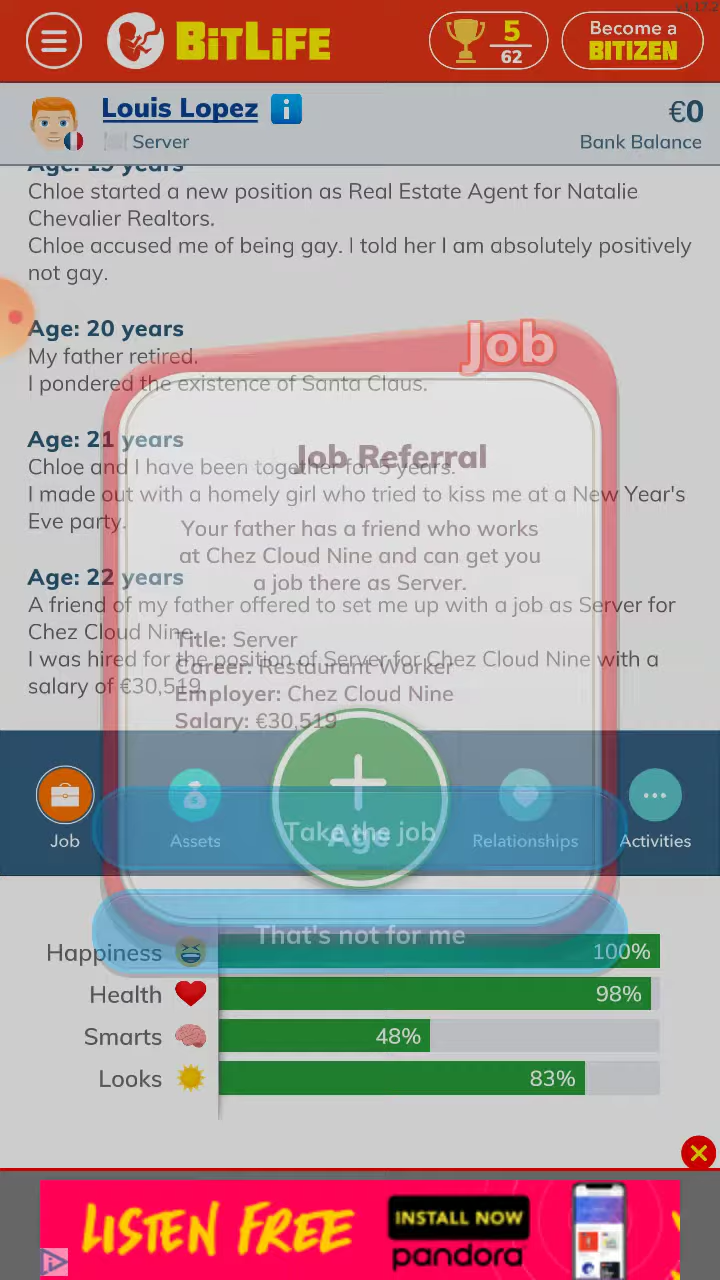 v1.17.2
BitLiFE
5
62
Become a
BITIZEN
Louis Lopez
i
€0
Server
Bank Balance
Chloe started a new position as Real Estate Agent for Natalie
Chevalier Realtors.
Chloe accused me of being gay. I told her I am absolutely positively
not gay.
Age: 20 years
My father retired.
I pondered the existence of Santa Claus.
Job
Age: 21 years
Chloe and I have been together for 5 years.
I made out with a homely girl who tried to kiss me at a New Year's
Eve party.
Age: 22 years
A friend of my father offered to set me up with a job as Server for
Chez Cloud Nine.
I was hired for the position of Server for Chez Cloud Nine with a
salary of €30,519.
Job Referral
Your father has a friend who works
at Chez Cloud Nine and can get you
a job there as Server.
Title: Server
Career: Restaurant Worker
Employer: Chez Cloud Nine
Salary: €30,519
Take the job
That's not for me
Job
Assets
Age
Relationships
Activities
Happiness 100%
Health 98%
Smarts 48%
Looks 83%
LISTEN FREE
INSTALL NOW
pandora